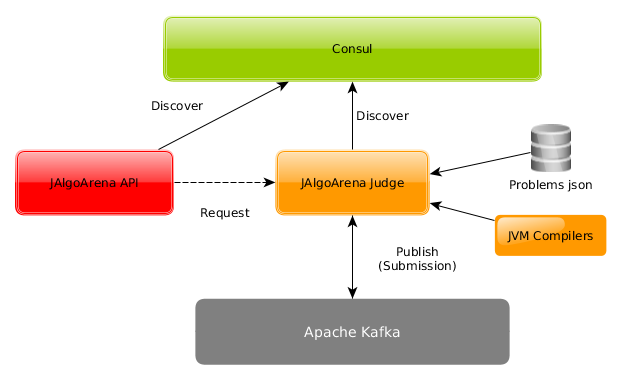 Consul
Discover
Discover
JAlgoArena API
JAlgoArena Judge
Problems json
Request
JVM Compilers
Publish
(Submission)
Apache Kafka